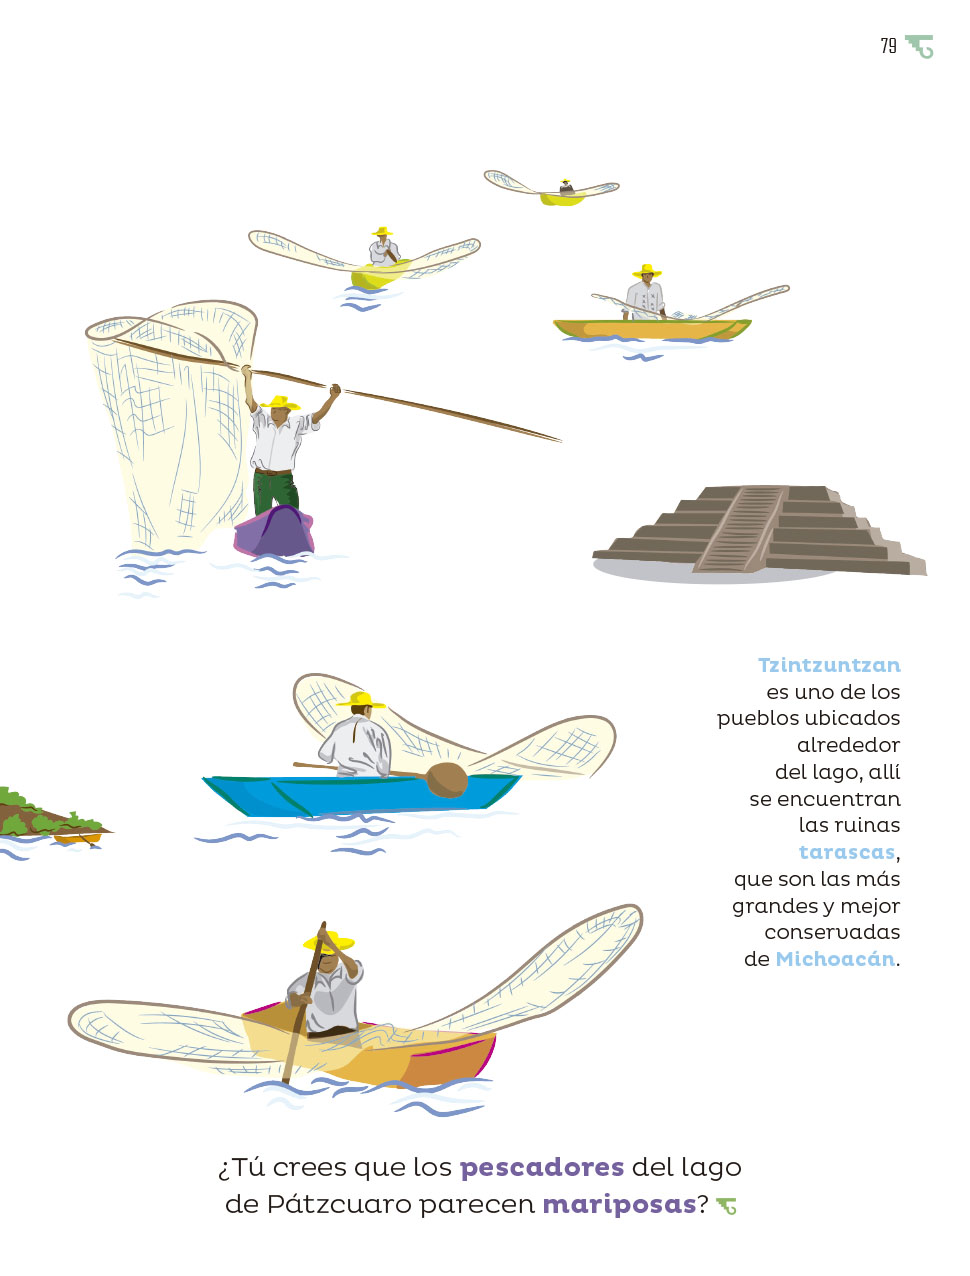 79
Tzintzuntzan
es uno de los
pueblos ubicados
alrededor
del lago, allí
se encuentran
las ruinas
tarascas,
que son las más
grandes y mejor
conservadas
de Michoacán.
¿Tú crees que los pescadores del lago
de Pátzcuaro parecen mariposas?